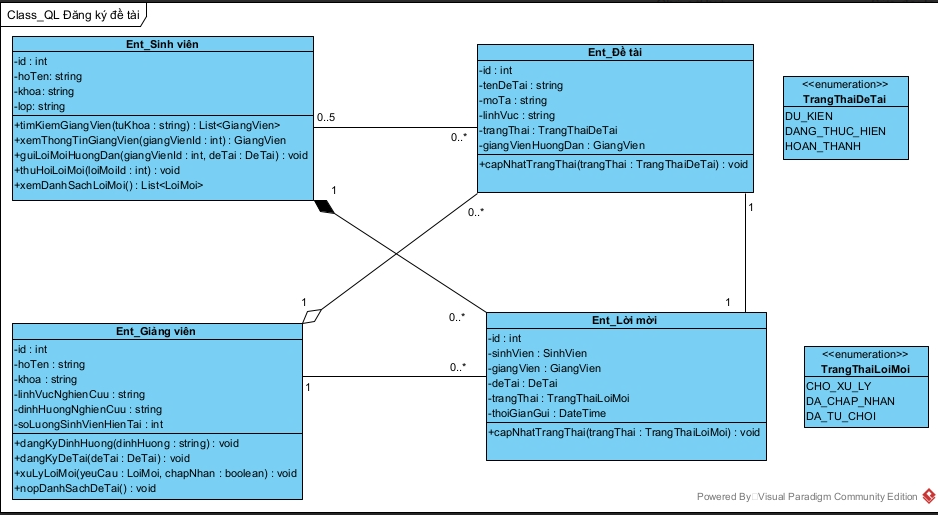 Class_QL Đăng ký đề tài
Ent_Sinh viên
-id : int
-hoTen: string
-khoa: string
-lop: string
+timKiemGiangVien(tuKhoa : string) : List<GiangVien>
+xemThongTinGiangVien(giangVienId : int) : GiangVien
+guiLoiMoiHuongDan(giangVienId : int, deTai : DeTai) : void
+thuHoiLoiMoi(loiMoiId : int) : void
+xemDanhSachLoiMoi() : List<LoiMoi>
0..5
0..*
Ent_Đề tài
-id : int
-tenDeTai : string
-moTa : string
-linhVuc : string
-trangThai : TrangThaiDeTai
-giangVienHuongDan : GiangVien
+capNhatTrangThai(trangThai : TrangThaiDeTai) : void
<<enumeration>>
TrangThaiDeTai
DU_KIEN
DANG_THUC_HIEN
HOAN_THANH
1
0..*
1
1
0..*
1
Ent_Giảng viên
-id : int
-hoTen : string
-khoa : string
-linhVucNghienCuu : string
-dinhHuongNghienCuu : string
-soLuongSinhVienHienTai : int
+dangKyDinhHuong(dinhHuong : string) : void
+dangKyDeTai(deTai : DeTai) : void
+xuLyLoiMoi(yeuCau : LoiMoi, chapNhan : boolean) : void
+nopDanhSachDeTai() : void
0..*
1
Ent_Lời mời
-id : int
-sinhVien : SinhVien
-giangVien : GiangVien
-deTai : DeTai
-trangThai : TrangThaiLoiMoi
-thoiGianGui : DateTime
+capNhatTrangThai(trangThai : TrangThaiLoiMoi) : void
<<enumeration>>
TrangThaiLoiMoi
CHO_XU_LY
DA_CHAP_NHAN
DA_TU_CHOI
Powered By Visual Paradigm Community Edition